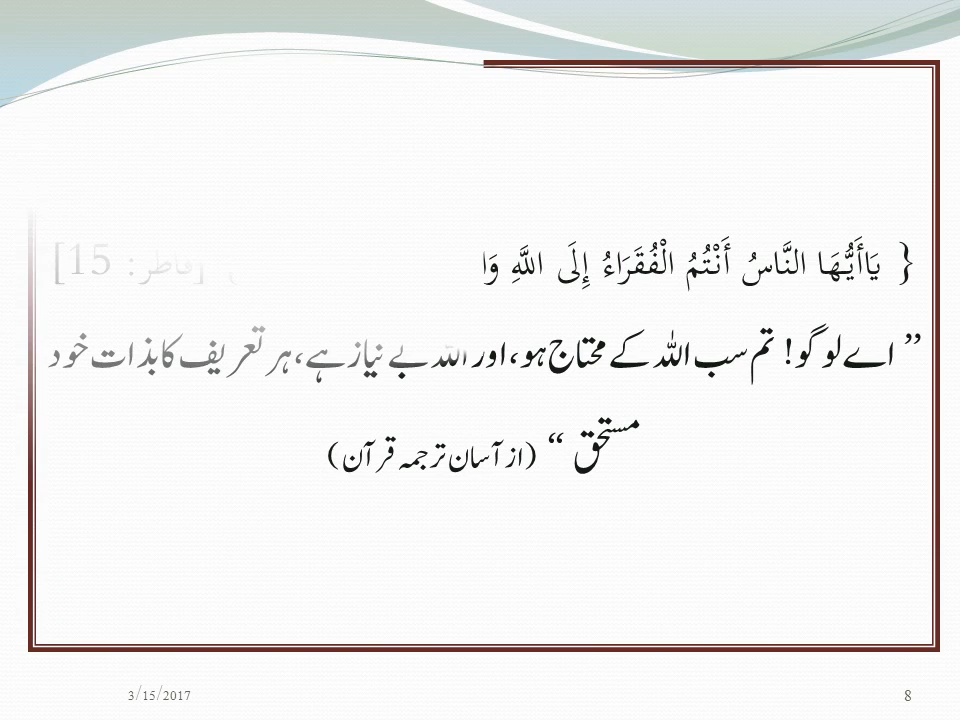 { يَاأَيُّهَا النَّاسُ أَنْتُمُ الْفُقَرَاءُ إِلَى اللَّهِ [فاطر: 15]
” اے لوگو! تم سب اللہ کے محتاج ہو، اور اللہ بے نیاز ہے، ہر تعریف کا بذات خود
مستحق “ (از آسان ترجمہ قرآن)
3/15/2017
8